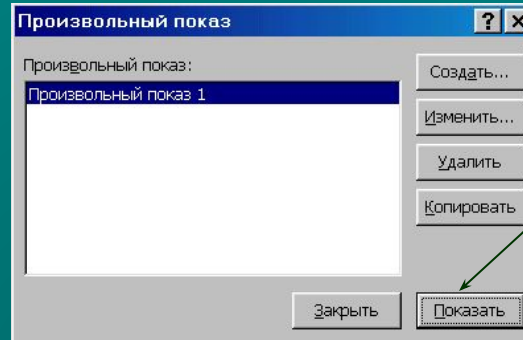 Произвольный показ
Произвольный показ:
Произвольный показ 1
Создать...
Изменить...
Удалить
Копировать
Закрыть
Показать